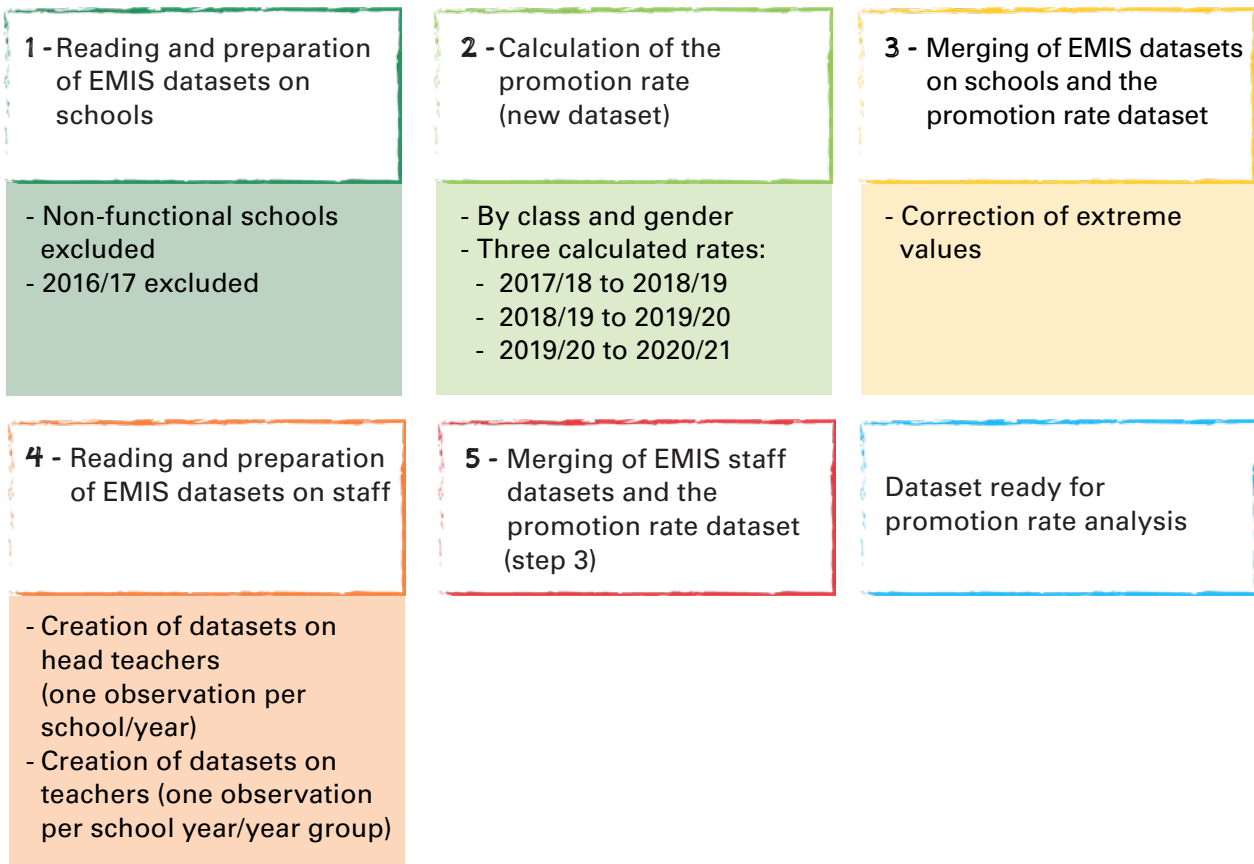 1 - Reading and preparation
of EMIS datasets on
schools
- Non-functional schools
excluded
- 2016/17 excluded
2 - Calculation of the
promotion rate
(new dataset)
- By class and gender
- Three calculated rates:
- 2017/18 to 2018/19
- 2018/19 to 2019/20
- 2019/20 to 2020/21
3 - Merging of EMIS datasets
on schools and the
promotion rate dataset
- Correction of extreme
values
4 - Reading and preparation
of EMIS datasets on staff
- Creation of datasets on
head teachers
(one observation per
school/year)
- Creation of datasets on
teachers (one observation
per school year/year group)
5 - Merging of EMIS staff
datasets and the
promotion rate dataset
(step 3)
Dataset ready for
promotion rate analysis